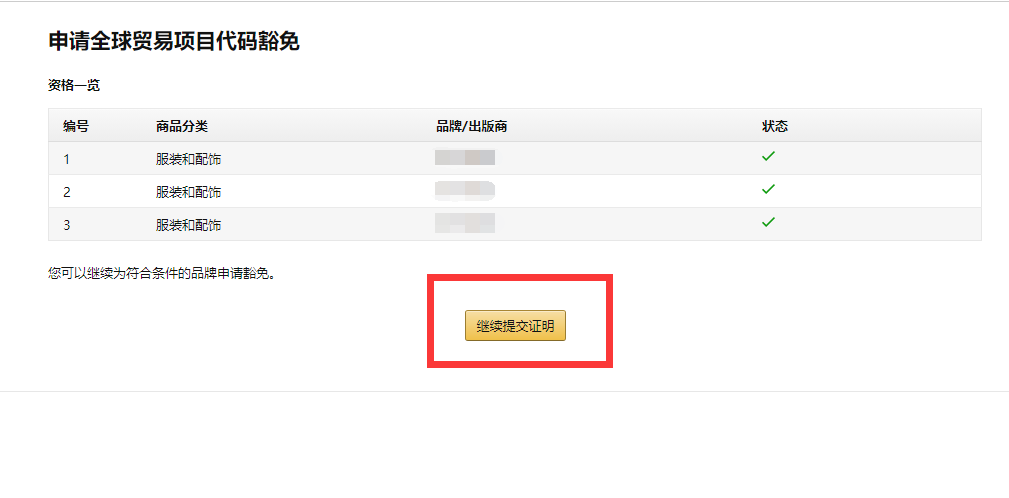 申请全球贸易项目代码豁免
资格一览
编号 商品分类 品牌/出版商 状态
1 服装和配饰
2 服装和配饰
3 服装和配饰
您可以继续为符合条件的品牌申请豁免。
继续提交证明